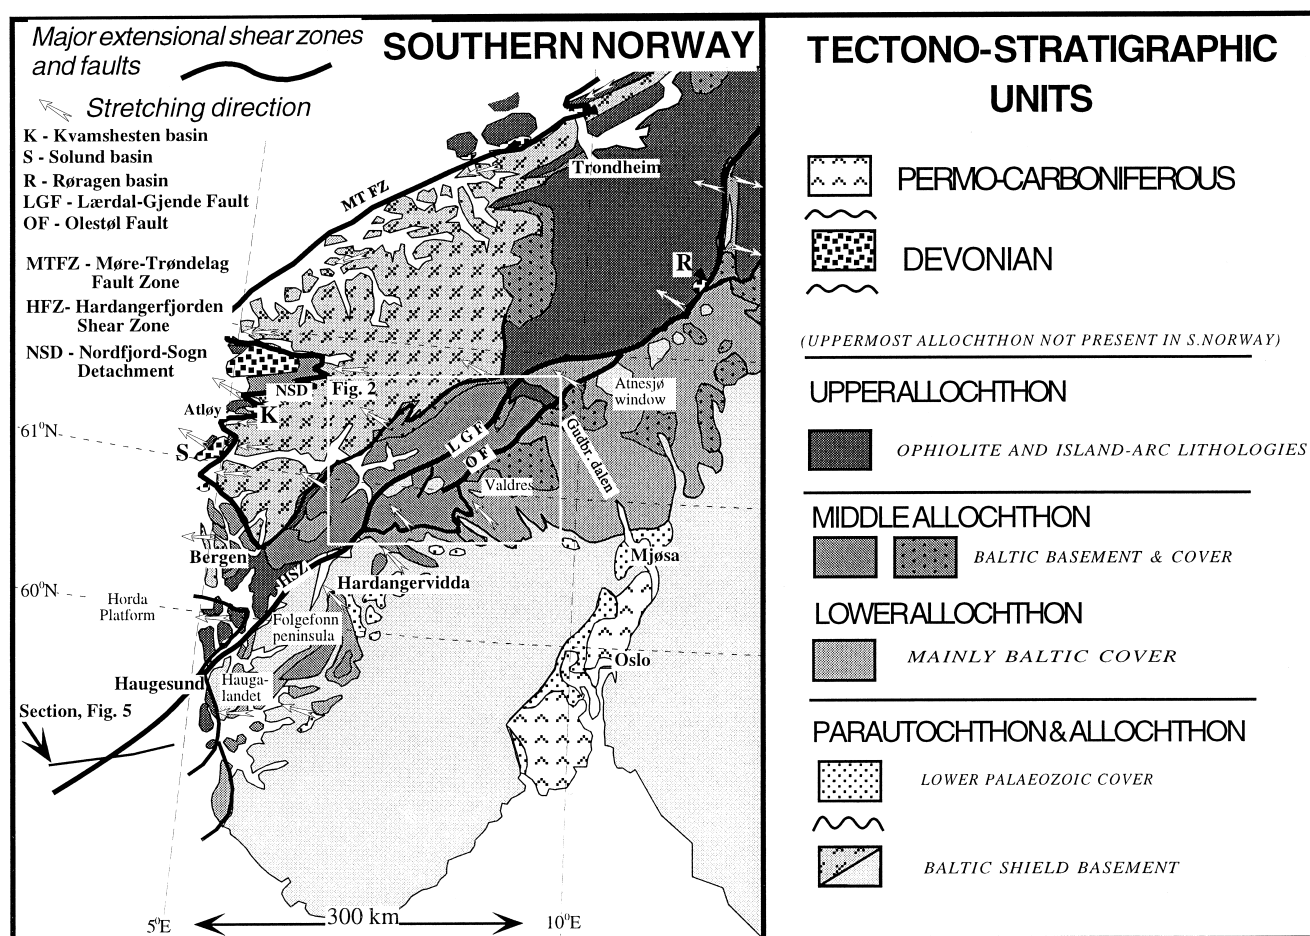 Major extensional shear zones
and faults
SOUTHERN NORWAY
Stretching direction
K - Kvamshesten basin
S - Solund basin
R - Røragen basin
LGF - Lærdal-Gjende Fault
OF - Olestøl Fault
MTFZ - Møre-Trøndelag
Fault Zone
HFZ- Hardangerfjorden
Shear Zone
NSD - Nordfjord-Sogn
Detachment
Trondheim
MTFZ
R
NSD
Fig. 2
Atnesjø
window
Atløy
K
61°N
S
LGF
OF
Gudbr. dalen
Valdres
Bergen
Mjøsa
HSZ
Hardangervidda
60°N
Horda
Platform
Folgefonn
peninsula
Oslo
Haugesund
Hauga-
landet
Section, Fig. 5
5°E
300 km
10°E
TECTONO-STRATIGRAPHIC
UNITS
PERMO-CARBONIFEROUS
DEVONIAN
(UPPERMOST ALLOCHTHON NOT PRESENT IN S.NORWAY)
UPPER ALLOCHTHON
OPHIOLITE AND ISLAND-ARC LITHOLOGIES
MIDDLE ALLOCHTHON
BALTIC BASEMENT & COVER
LOWER ALLOCHTHON
MAINLY BALTIC COVER
PARAUTOCHTHON & ALLOCHTHON
LOWER PALAEOZOIC COVER
BALTIC SHIELD BASEMENT